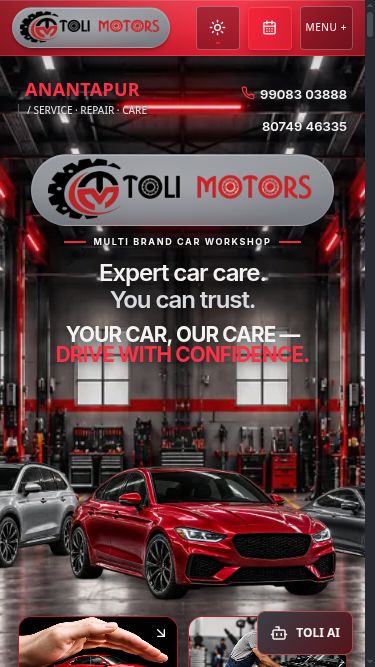 TOLI MOTORS
MENU +
ANANTAPUR
/ SERVICE · REPAIR · CARE
99083 03888
80749 46335
TOLI MOTORS
MULTI BRAND CAR WORKSHOP
Expert car care.
You can trust.
YOUR CAR, OUR CARE —
DRIVE WITH CONFIDENCE.
TOLI AI